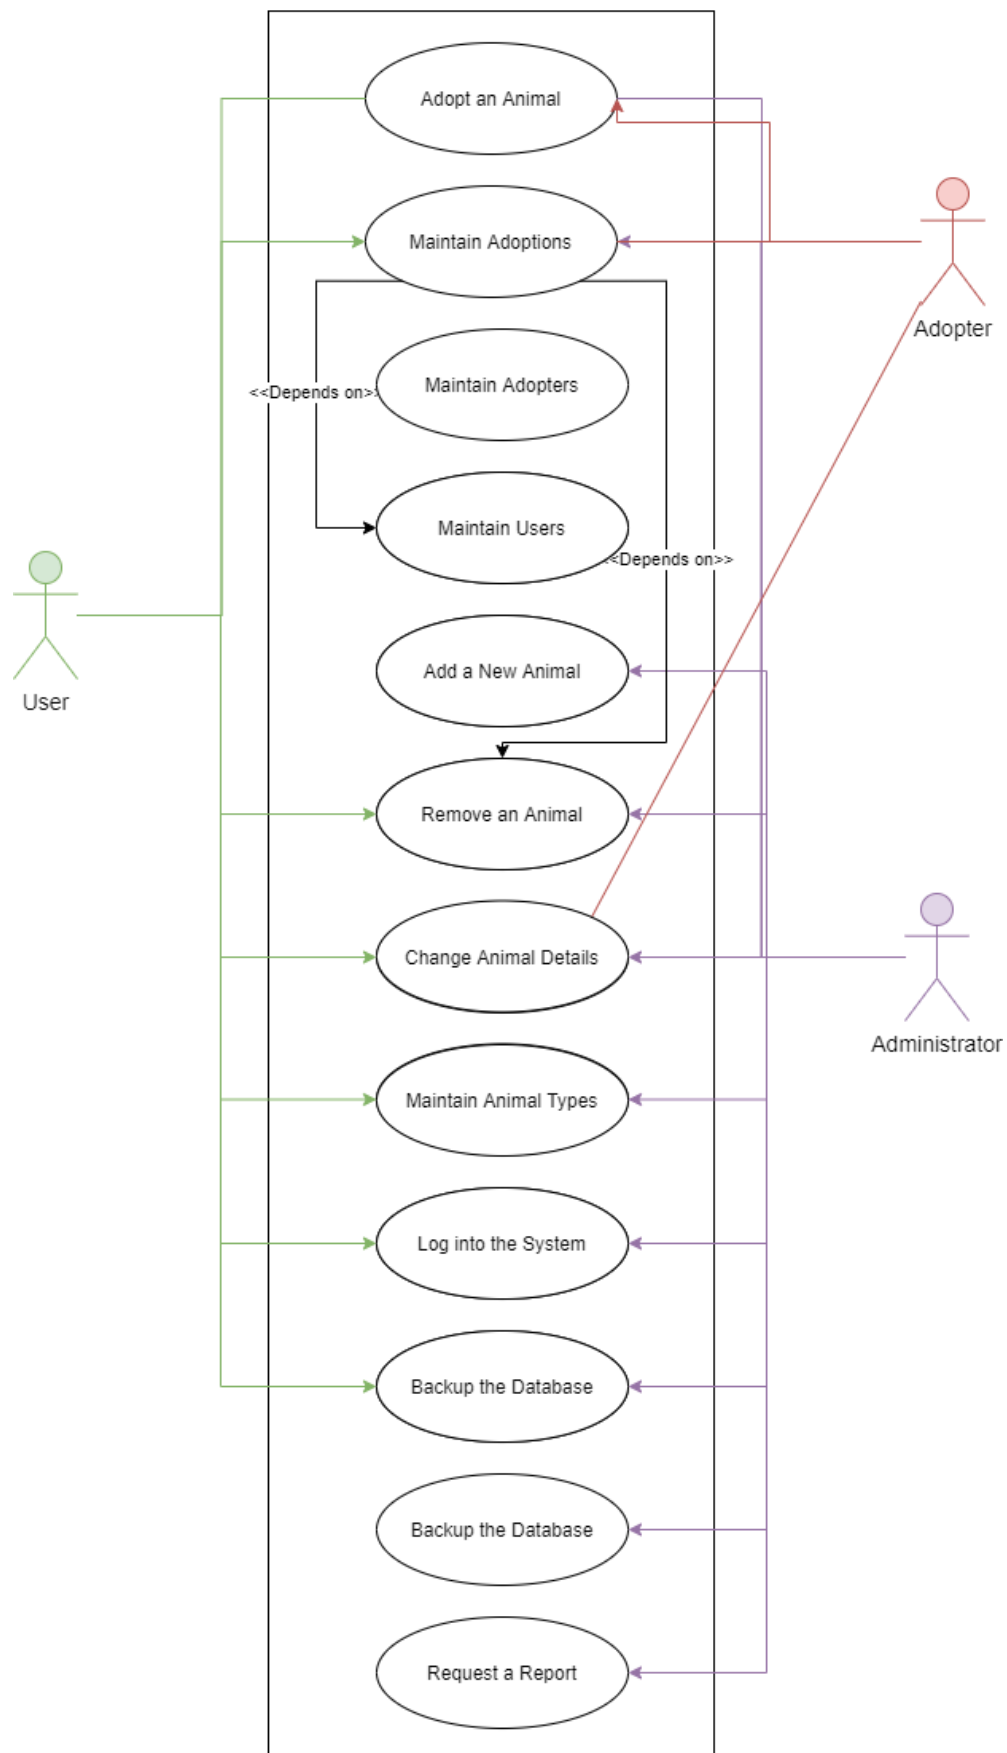 Adopt an Animal
Maintain Adoptions
Adopter
Maintain Adopters
<<Depends on>>
Maintain Users
<<Depends on>>
Add a New Animal
User
Remove an Animal
Change Animal Details
Administrator
Maintain Animal Types
Log into the System
Backup the Database
Backup the Database
Request a Report